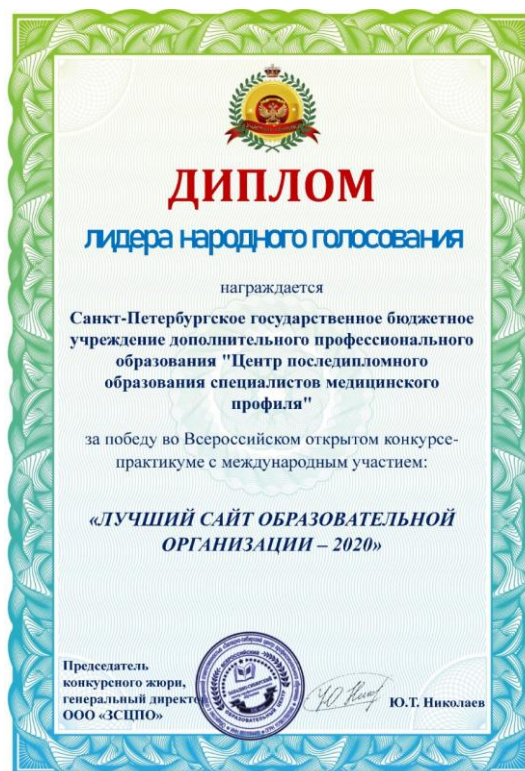 ДИПЛОМ
лидера народного голосования
награждается
Санкт-Петербургское государственное бюджетное
учреждение дополнительного профессионального
образования "Центр последипломного
образования специалистов медицинского
профиля"
за победу во Всероссийском открытом конкурсе-
практикуме с международным участием:
«ЛУЧШИЙ САЙТ ОБРАЗОВАТЕЛЬНОЙ
ОРГАНИЗАЦИИ – 2020»
Председатель
конкурсного жюри,
генеральный директор
ООО «ЗСЦПО»
Ю.Т. Николаев